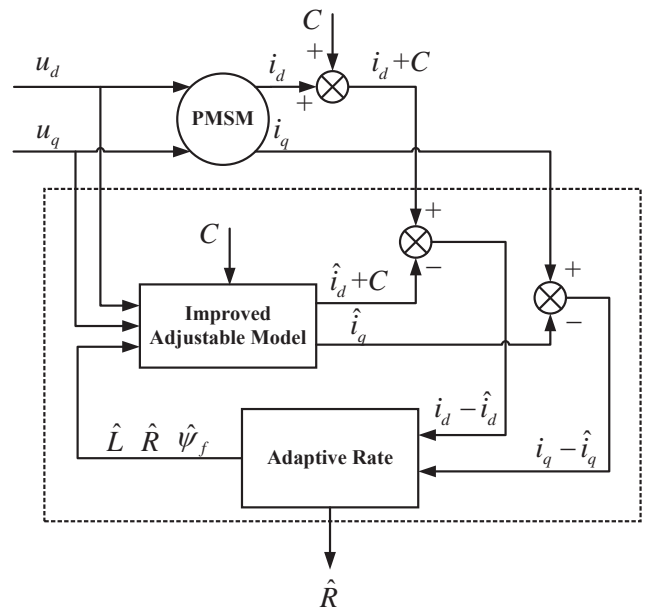 C
+
u_d
i_d
+
i_d + C
PMSM
u_q
i_q
+
C
−
î_d + C
+
Improved
Adjustable Model
î_q
−
i_d − î_d
L̂ R̂ ψ̂_f
Adaptive Rate
i_q − î_q
R̂